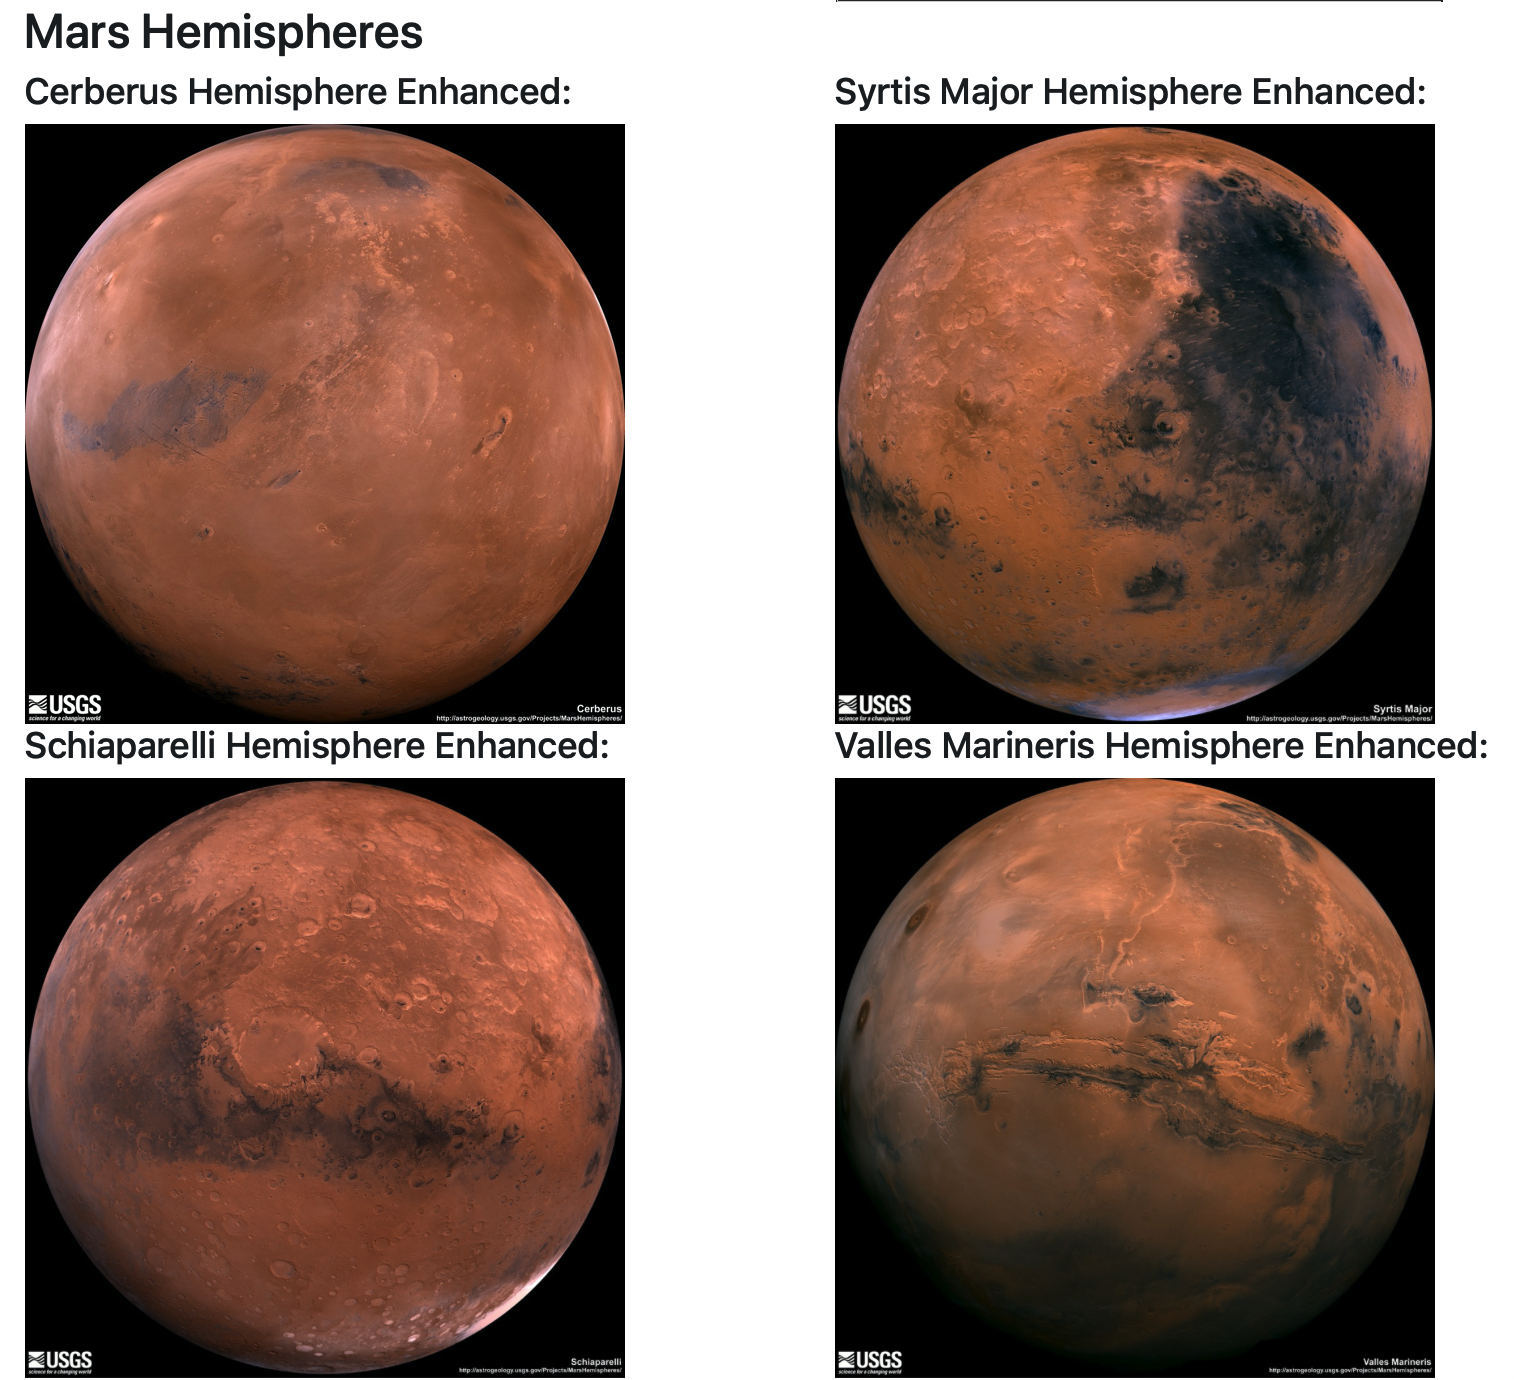 Mars Hemispheres
Cerberus Hemisphere Enhanced:
Syrtis Major Hemisphere Enhanced:
USGS
science for a changing world
Cerberus
http://astrogeology.usgs.gov/Projects/MarsHemispheres/
USGS
science for a changing world
Syrtis Major
http://astrogeology.usgs.gov/Projects/MarsHemispheres/
Schiaparelli Hemisphere Enhanced:
Valles Marineris Hemisphere Enhanced:
USGS
science for a changing world
Schiaparelli
http://astrogeology.usgs.gov/Projects/MarsHemispheres/
USGS
science for a changing world
Valles Marineris
http://astrogeology.usgs.gov/Projects/MarsHemispheres/